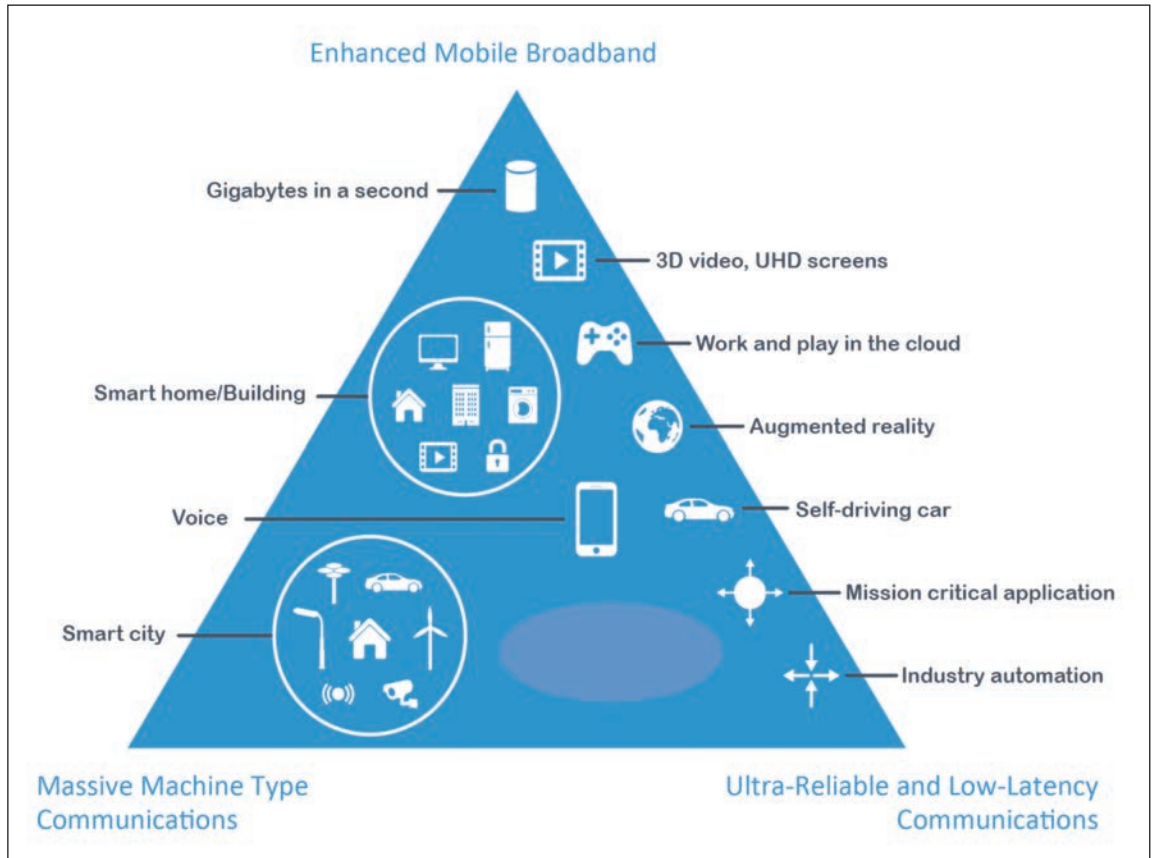 Enhanced Mobile Broadband
Gigabytes in a second
3D video, UHD screens
Work and play in the cloud
Smart home/Building
Augmented reality
Voice
Self-driving car
Mission critical application
Smart city
Industry automation
Massive Machine Type
Communications
Ultra-Reliable and Low-Latency
Communications